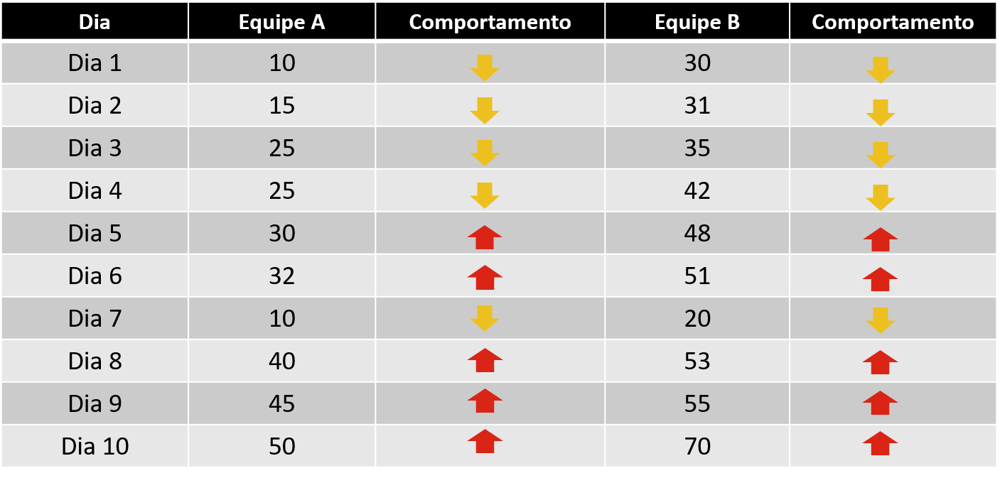 Dia Equipe A Comportamento Equipe B Comportamento
Dia 1 10 30
Dia 2 15 31
Dia 3 25 35
Dia 4 25 42
Dia 5 30 48
Dia 6 32 51
Dia 7 10 20
Dia 8 40 53
Dia 9 45 55
Dia 10 50 70